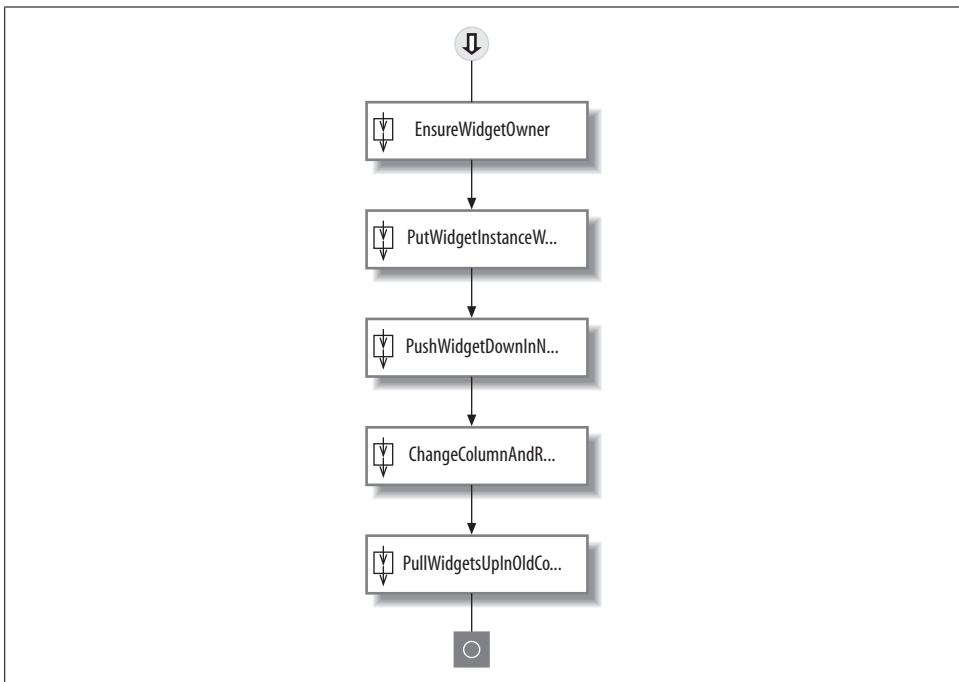 EnsureWidgetOwner
PutWidgetInstanceW...
PushWidgetDownInN...
ChangeColumnAndR...
PullWidgetsUpInOldCo...